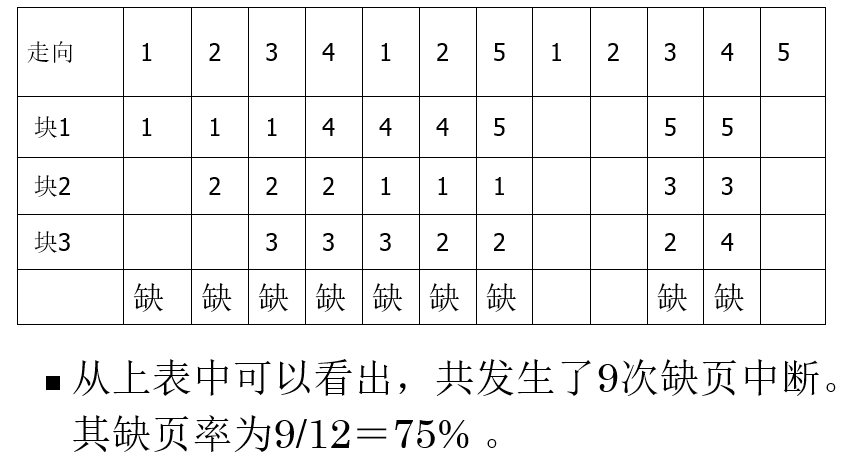 走向 1 2 3 4 1 2 5 1 2 3 4 5
块1 1 1 1 4 4 4 5 5 5
块2 2 2 2 1 1 1 3 3
块3 3 3 3 2 2 2 4
缺 缺 缺 缺 缺 缺 缺 缺 缺
■ 从上表中可以看出，共发生了9次缺页中断。
其缺页率为9/12＝75% 。